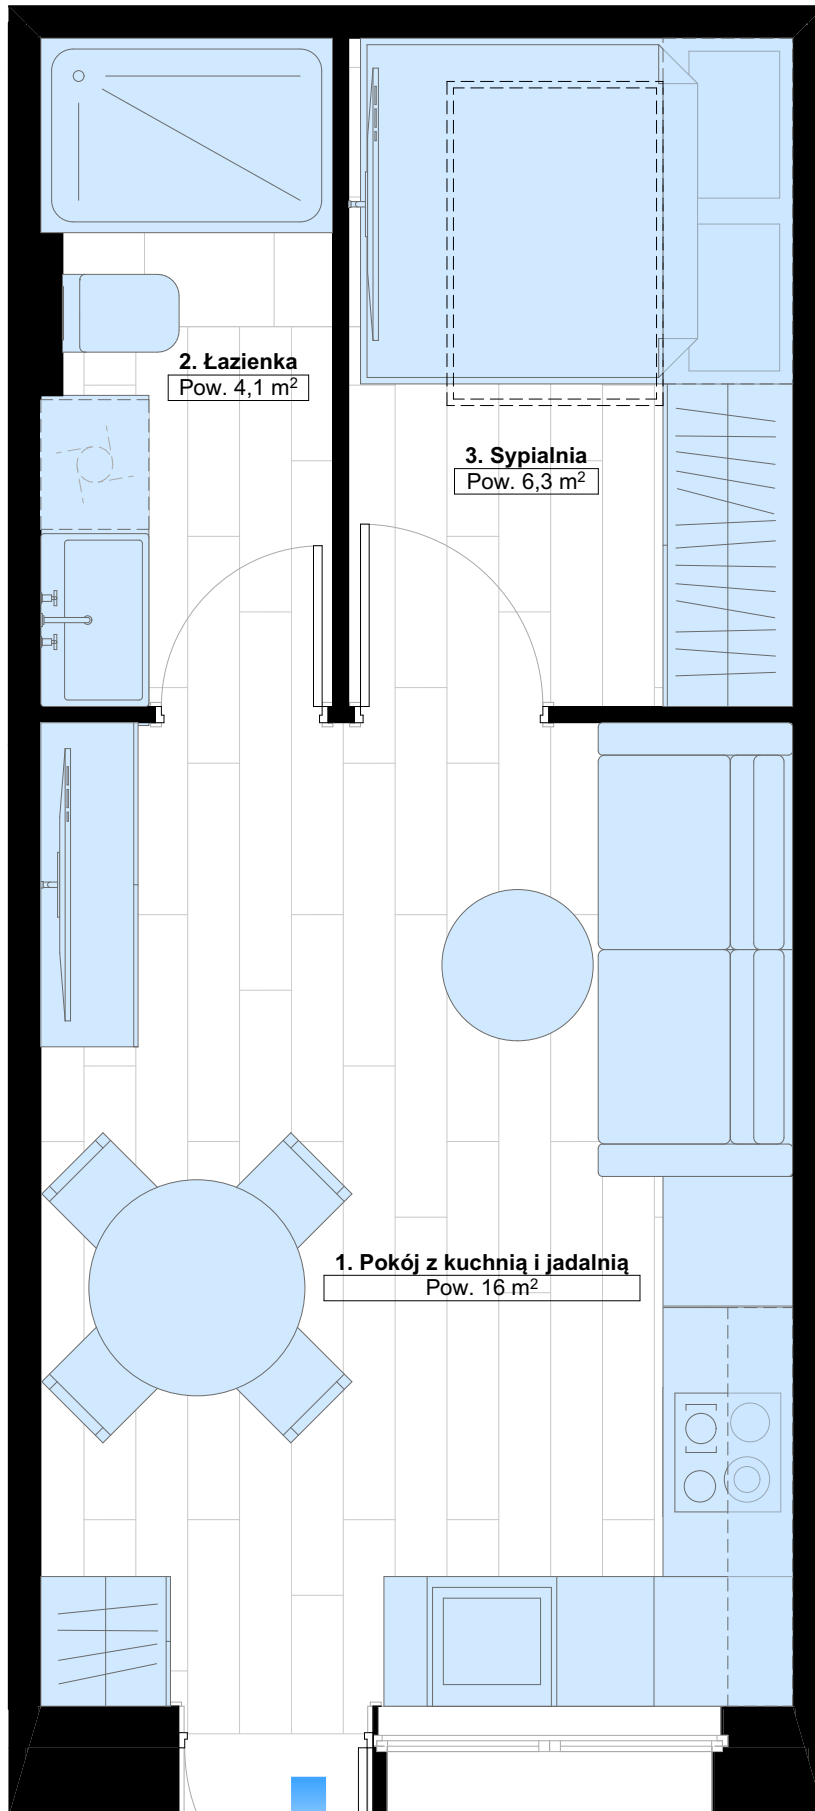 2. Łazienka
Pow. 4,1 m²
3. Sypialnia
Pow. 6,3 m²
1. Pokój z kuchnią i jadalnią
Pow. 16 m²